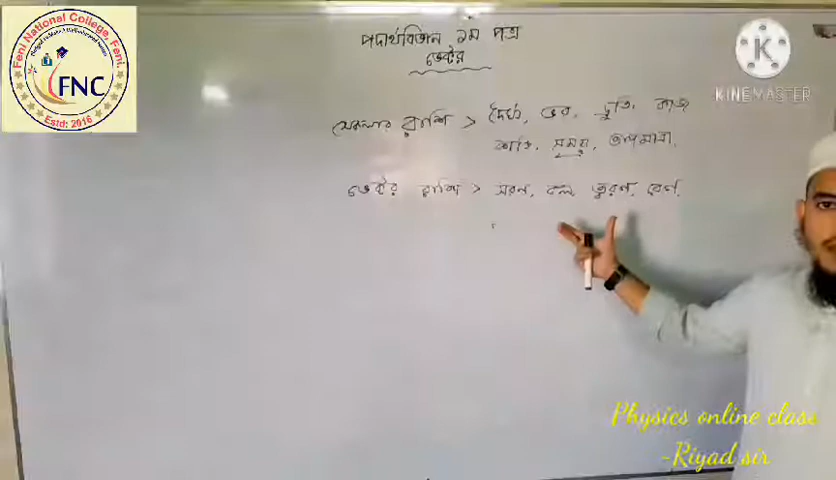 Feni National College, Feni.
FNC
Estd: 2016
পদার্থবিজ্ঞান ১ম পত্র
ভেক্টর
স্কেলার রাশি > দৈর্ঘ্য, ভর, দ্রুতি, কাজ
শক্তি, সময়, তাপমাত্রা,
ভেক্টর রাশি > সরণ, বল, ত্বরণ, বেগ,
KINEMASTER
Physics online class
-Riyad sir